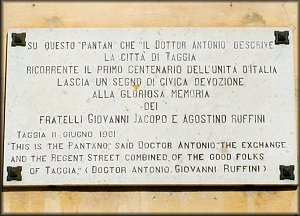 SU QUESTO "PANTAN" CHE "IL DOCTOR ANTONIO" DESCRIVE
LA CITTÀ DI TAGGIA
RICORRENTE IL PRIMO CENTENARIO DELL'UNITÀ D'ITALIA
LASCIA UN SEGNO DI CIVICA DEVOZIONE
ALLA GLORIOSA MEMORIA
DEI
FRATELLI GIOVANNI JACOPO E AGOSTINO RUFFINI
TAGGIA 11 GIUGNO 1961
"THIS IS THE PANTANO," SAID DOCTOR ANTONIO, "THE EXCHANGE
AND THE REGENT STREET COMBINED, OF THE GOOD FOLKS
OF TAGGIA," (DOCTOR ANTONIO. GIOVANNI RUFFINI)